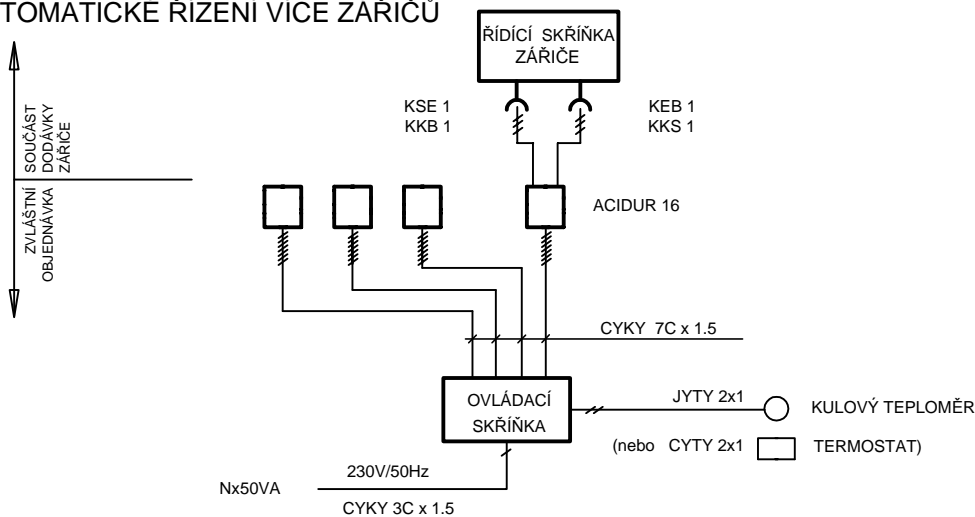 TOMATICKÉ ŘÍZENÍ VÍCE ZÁŘIČŮ
ŘÍDÍCÍ SKŘÍŇKA
ZÁŘIČE
KSE 1
KKB 1
KEB 1
KKS 1
SOUČÁST
DODÁVKY
ZÁŘIČE
ZVLÁŠTNÍ
OBJEDNÁVKA
ACIDUR 16
CYKY 7C x 1.5
OVLÁDACÍ
SKŘÍŇKA
JYTY 2x1
KULOVÝ TEPLOMĚR
(nebo CYTY 2x1
TERMOSTAT)
230V/50Hz
Nx50VA
CYKY 3C x 1.5